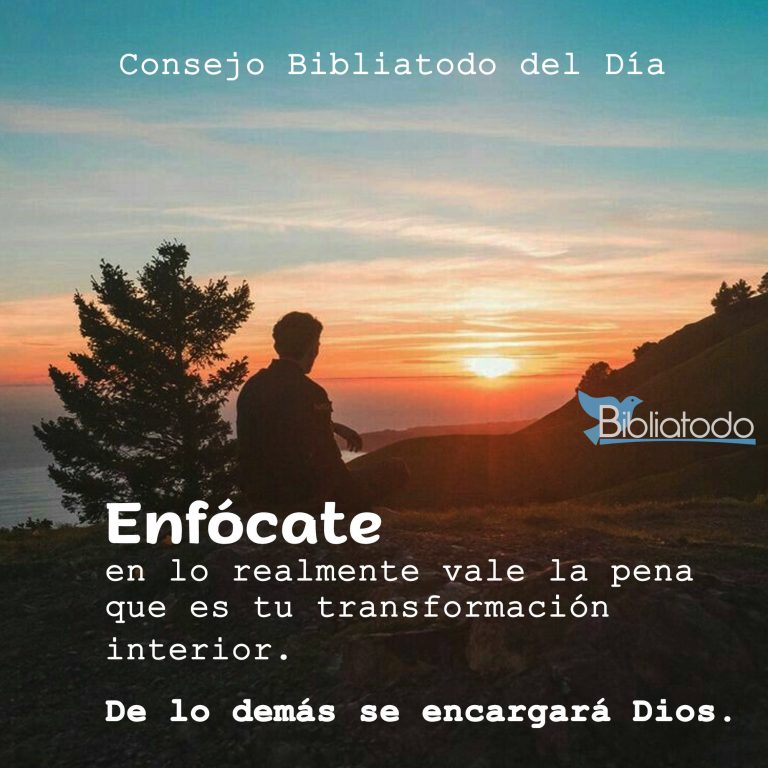 Consejo Bibliatodo del Día
Bibliatodo
Enfócate
en lo realmente vale la pena
que es tu transformación
interior.
De lo demás se encargará Dios.